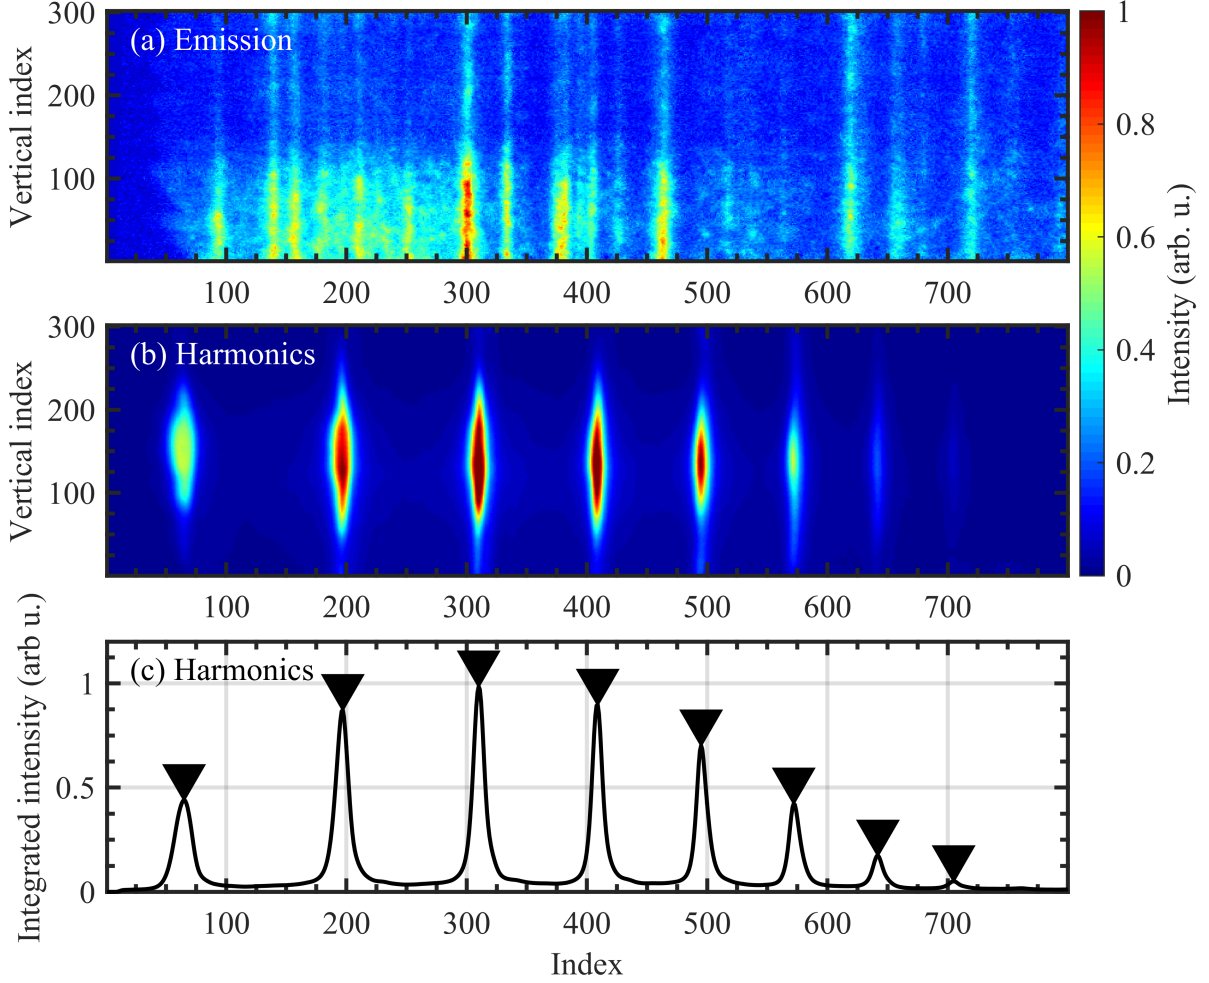 (a) Emission
Vertical index
300
200
100
100 200 300 400 500 600 700
(b) Harmonics
Vertical index
300
200
100
100 200 300 400 500 600 700
1
0.8
0.6
0.4
0.2
0
Intensity (arb. u.)
(c) Harmonics
Integrated intensity (arb u.)
1
0.5
0
100 200 300 400 500 600 700
Index